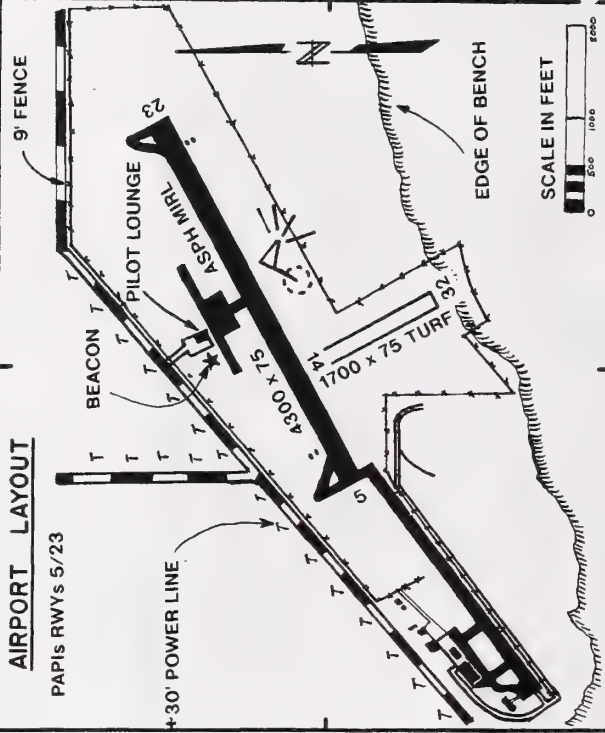 AIRPORT LAYOUT
PAPIs RWYs 5/23
9' FENCE
PILOT LOUNGE
BEACON
+30' POWER LINE
23
ASPH MIRL
4300 x 75
5
14
1700 x 75 TURF
32
N
EDGE OF BENCH
SCALE IN FEET
0 500 1000 2000